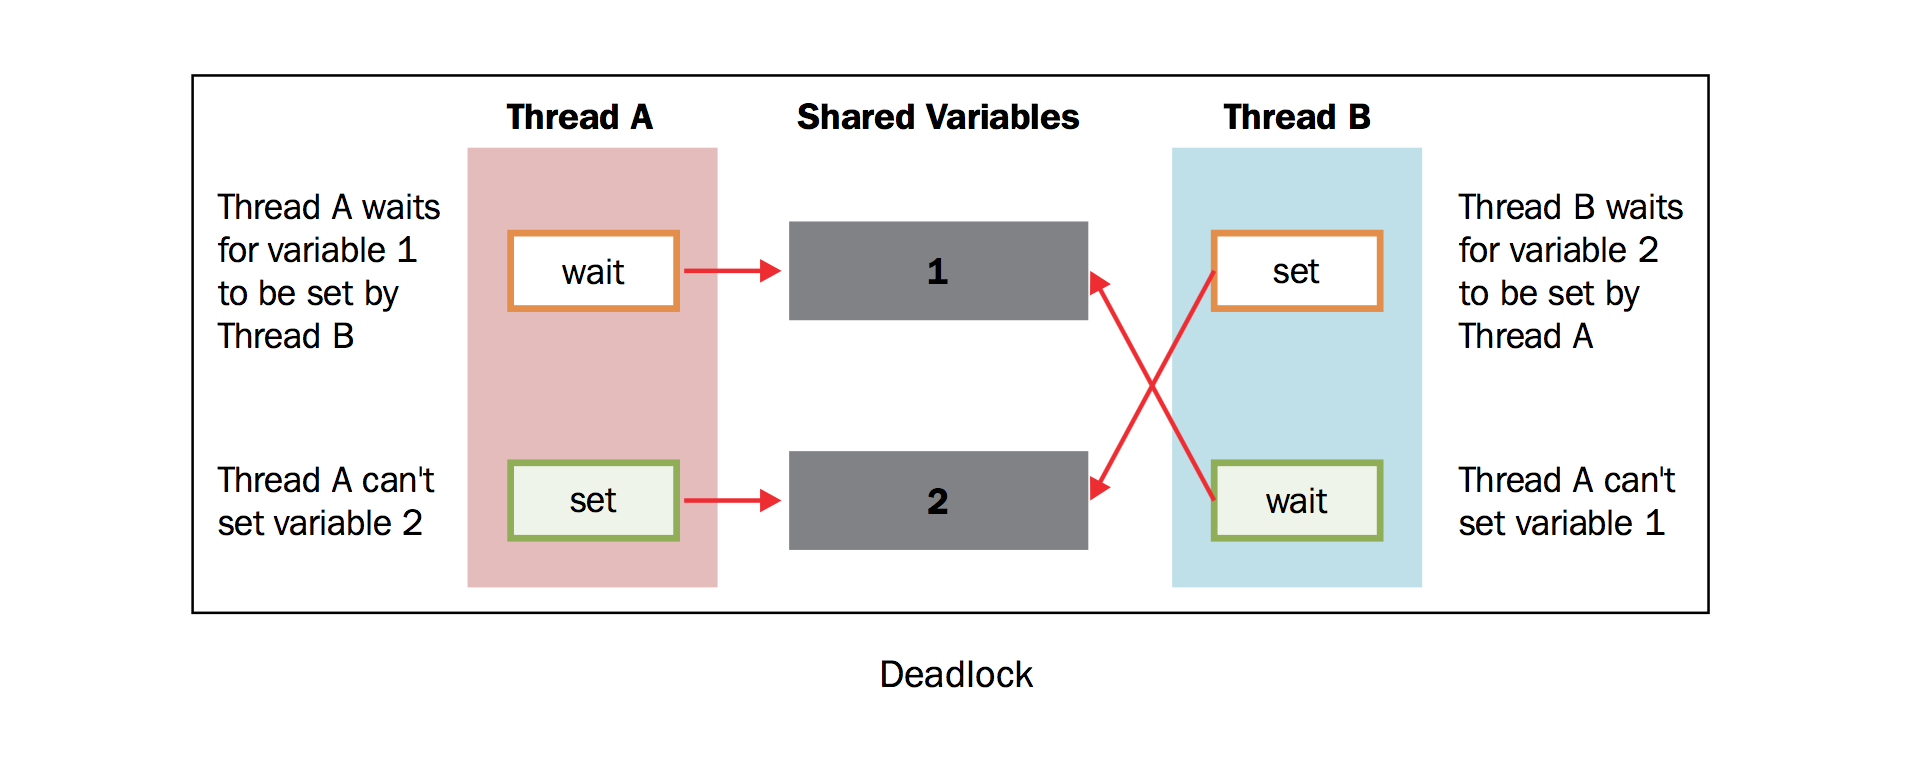 Thread A
Shared Variables
Thread B
Thread A waits
for variable 1
to be set by
Thread B
wait
1
set
Thread B waits
for variable 2
to be set by
Thread A
Thread A can't
set variable 2
set
2
wait
Thread A can't
set variable 1
Deadlock